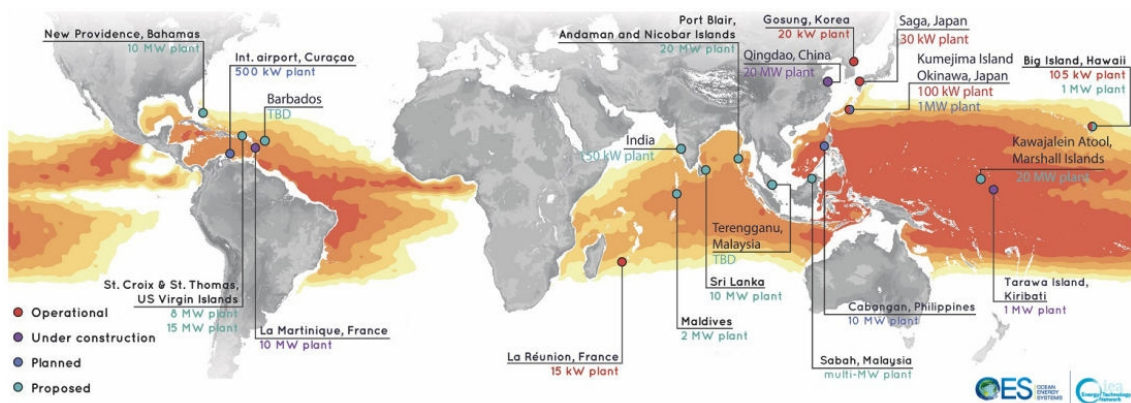 New Providence, Bahamas
10 MW plant
Int. airport, Curaçao
500 kW plant
Barbados
TBD
Port Blair,
Andaman and Nicobar Islands
20 MW plant
Gosung, Korea
20 kW plant
Qingdao, China
20 MW plant
Saga, Japan
30 kW plant
Kumejima Island
Okinawa, Japan
100 kW plant
1MW plant
Big Island, Hawaii
105 kW plant
1 MW plant
India
150 kW plant
Kawajalein Atool,
Marshall Islands
20 MW plant
Terengganu,
Malaysia
TBD
St. Croix & St. Thomas,
US Virgin Islands
8 MW plant
15 MW plant
La Martinique, France
10 MW plant
Sri Lanka
10 MW plant
Maldives
2 MW plant
La Réunion, France
15 kW plant
Cabangan, Philippines
10 MW plant
Sabah, Malaysia
multi-MW plant
Tarawa Island,
Kiribati
1 MW plant
Operational
Under construction
Planned
Proposed
OES
OCEAN
ENERGY
SYSTEMS
iea
Energy Technology
Network